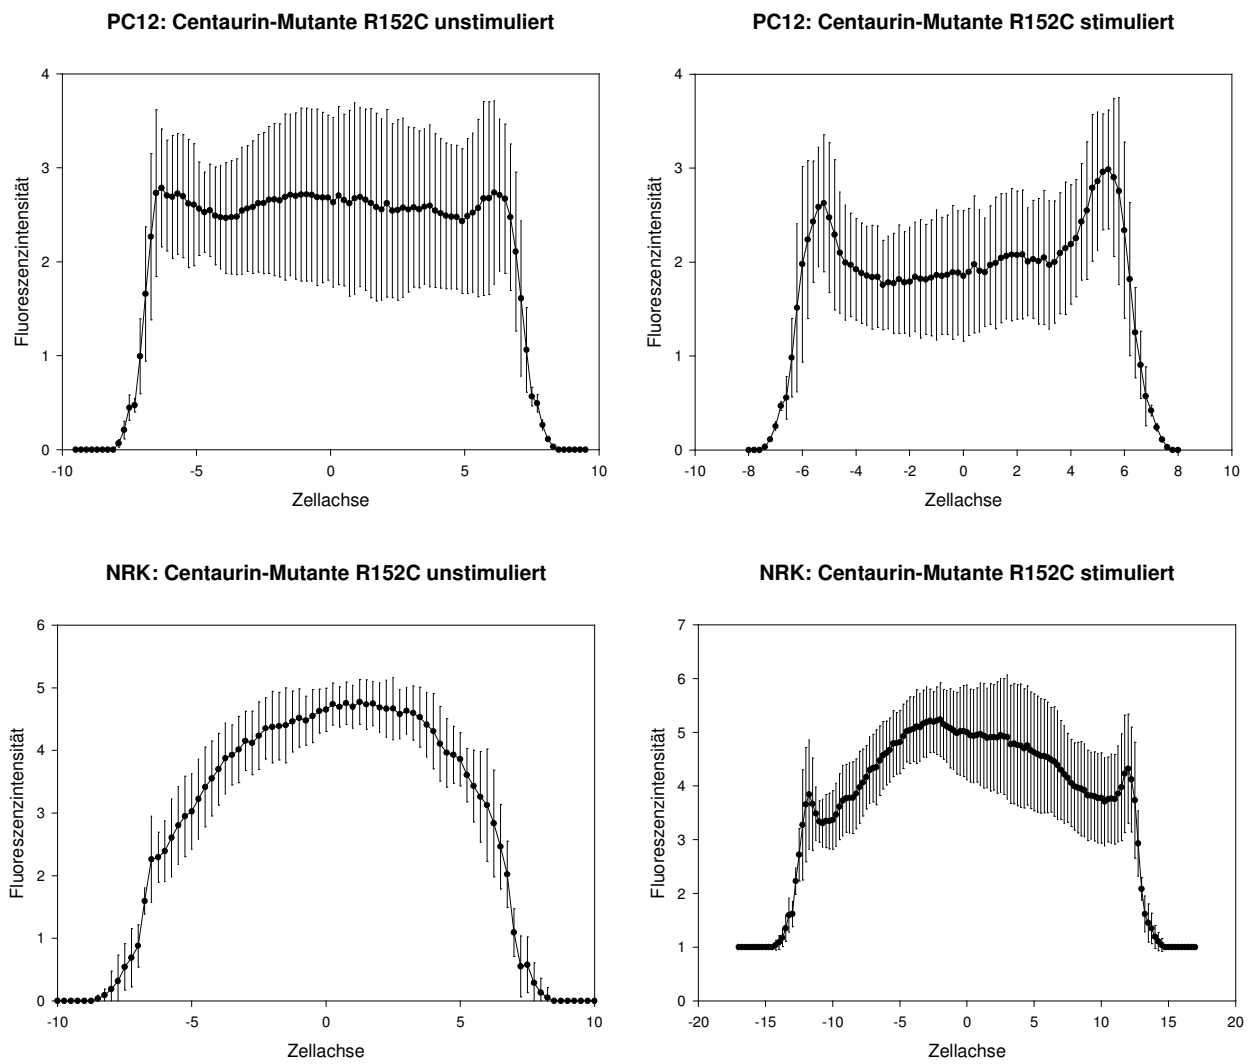 PC12: Centaurin-Mutante R152C unstimuliert
4
3
2
1
0
Fluoreszenzintensität
-10 -5 0 5 10
Zellachse
PC12: Centaurin-Mutante R152C stimuliert
4
3
2
1
0
Fluoreszenzintensität
-10 -8 -6 -4 -2 0 2 4 6 8 10
Zellachse
NRK: Centaurin-Mutante R152C unstimuliert
6
5
4
3
2
1
0
Fluoreszenzintensität
-10 -5 0 5 10
Zellachse
NRK: Centaurin-Mutante R152C stimuliert
7
6
5
4
3
2
1
0
Fluoreszenzintensität
-20 -15 -10 -5 0 5 10 15 20
Zellachse